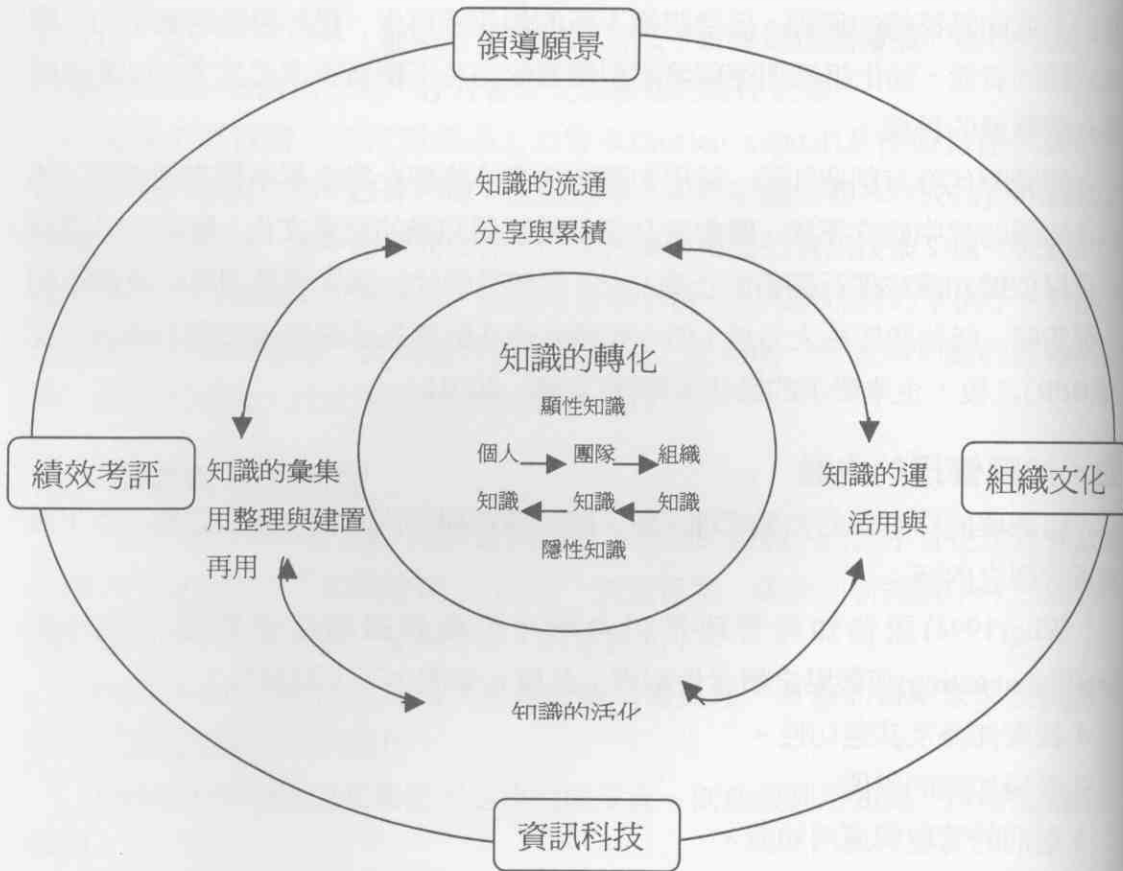 領導願景
知識的流通
分享與累積
知識的轉化
顯性知識
個人 團隊 組織
知識 知識 知識
隱性知識
績效考評
知識的彙集
用整理與建置
再用
知識的運
活用與
組織文化
知識的活化
資訊科技